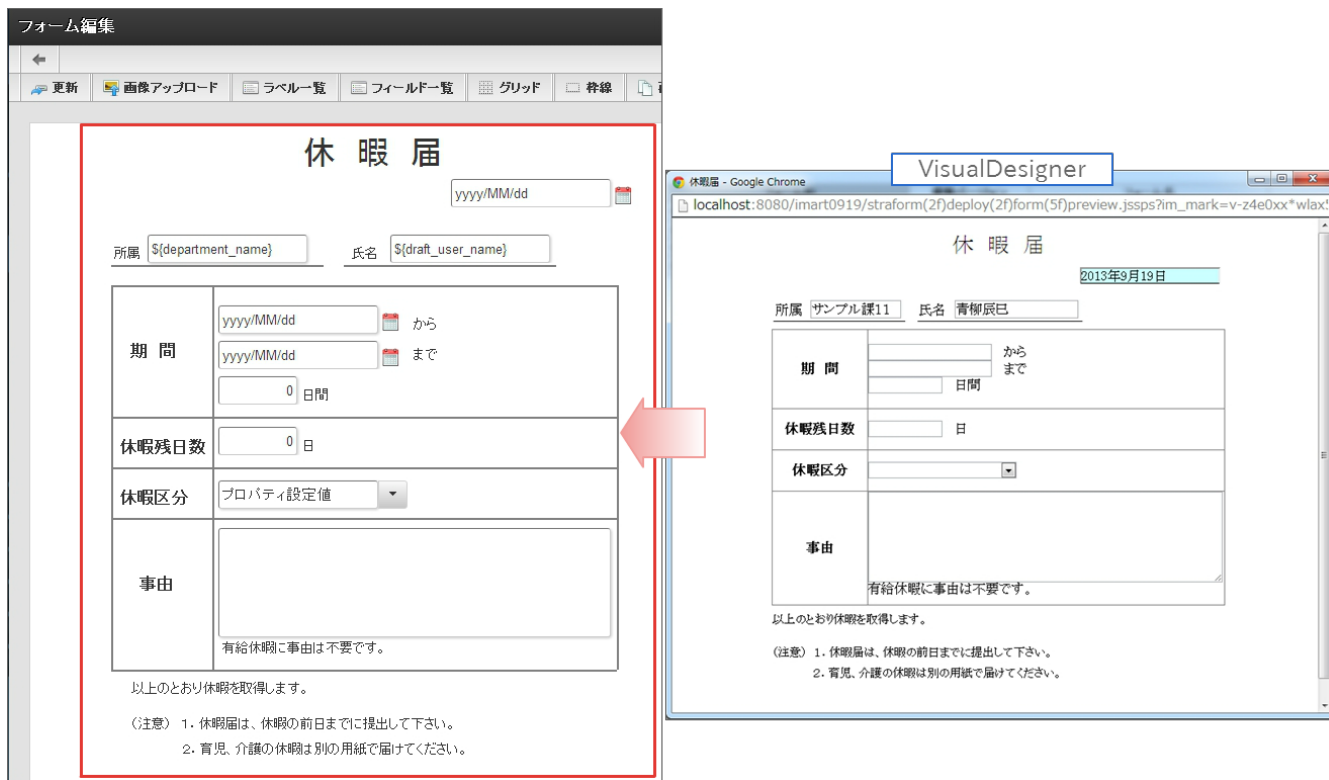 フォーム編集
更新 画像アップロード ラベル一覧 フィールド一覧 グリッド 枠線
休 暇 届
yyyy/MM/dd
所属 ${department_name} 氏名 ${draft_user_name}
期 間
yyyy/MM/dd から
yyyy/MM/dd まで
0 日間
休暇残日数 0 日
休暇区分 プロパティ設定値
事由
有給休暇に事由は不要です。
以上のとおり休暇を取得します。
（注意） 1．休暇届は、休暇の前日までに提出して下さい。
2．育児、介護の休暇は別の用紙で届けてください。
VisualDesigner
休暇届 - Google Chrome
localhost:8080/imart0919/straform(2f)deploy(2f)form(5f)preview.jssps?im_mark=v-z4e0xx*wlax
休 暇 届
2013年9月19日
所属 サンプル課11 氏名 青柳辰巳
期 間
から
まで
日間
休暇残日数 日
休暇区分
事由
有給休暇に事由は不要です。
以上のとおり休暇を取得します。
（注意） 1．休暇届は、休暇の前日までに提出して下さい。
2．育児、介護の休暇は別の用紙で届けてください。